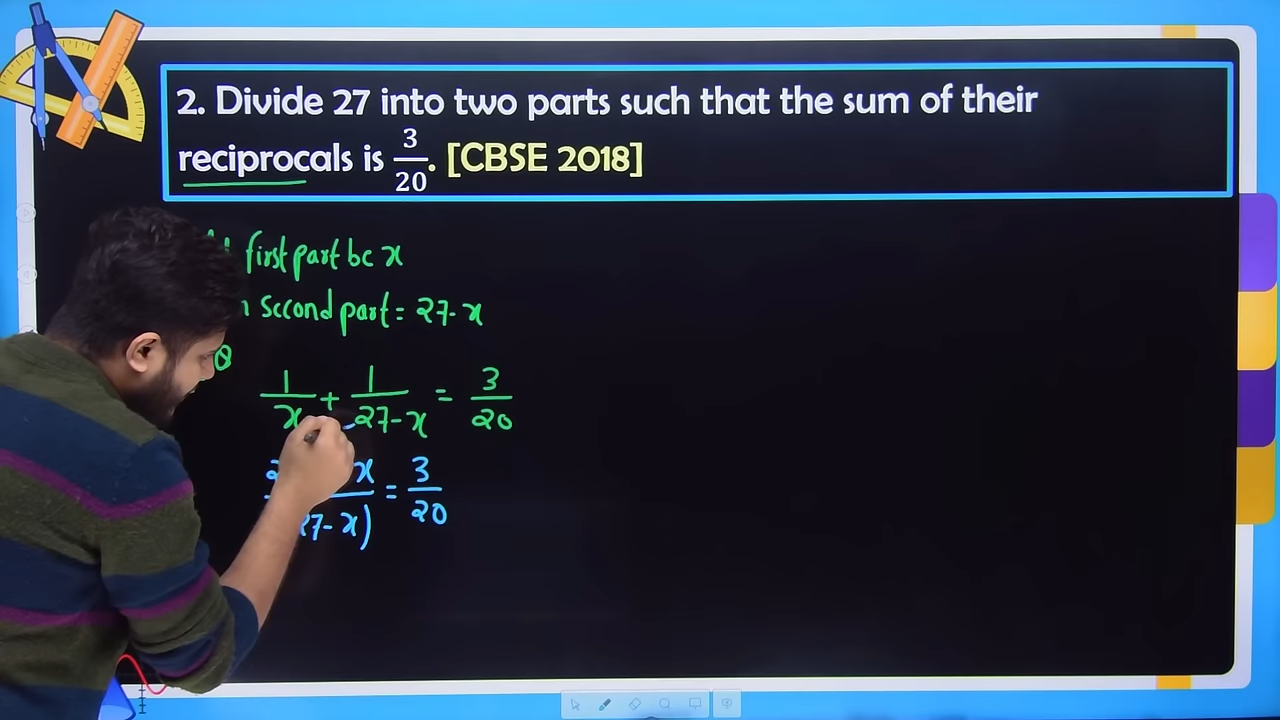 2. Divide 27 into two parts such that the sum of their
reciprocals is 3/20. [CBSE 2018]
first part be x
second part = 27-x
1/x + 1/27-x = 3/20
x = 3
27-x) 20